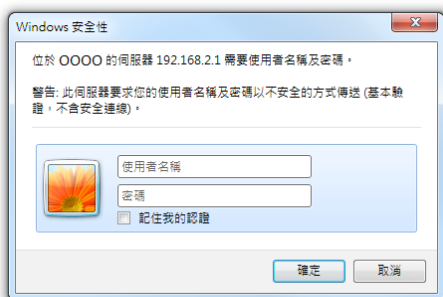 Windows 安全性
位於 OOOO 的伺服器 192.168.2.1 需要使用者名稱及密碼。
警告: 此伺服器要求您的使用者名稱及密碼以不安全的方式傳送 (基本驗
證，不含安全連線)。
使用者名稱
密碼
記住我的認證
確定
取消